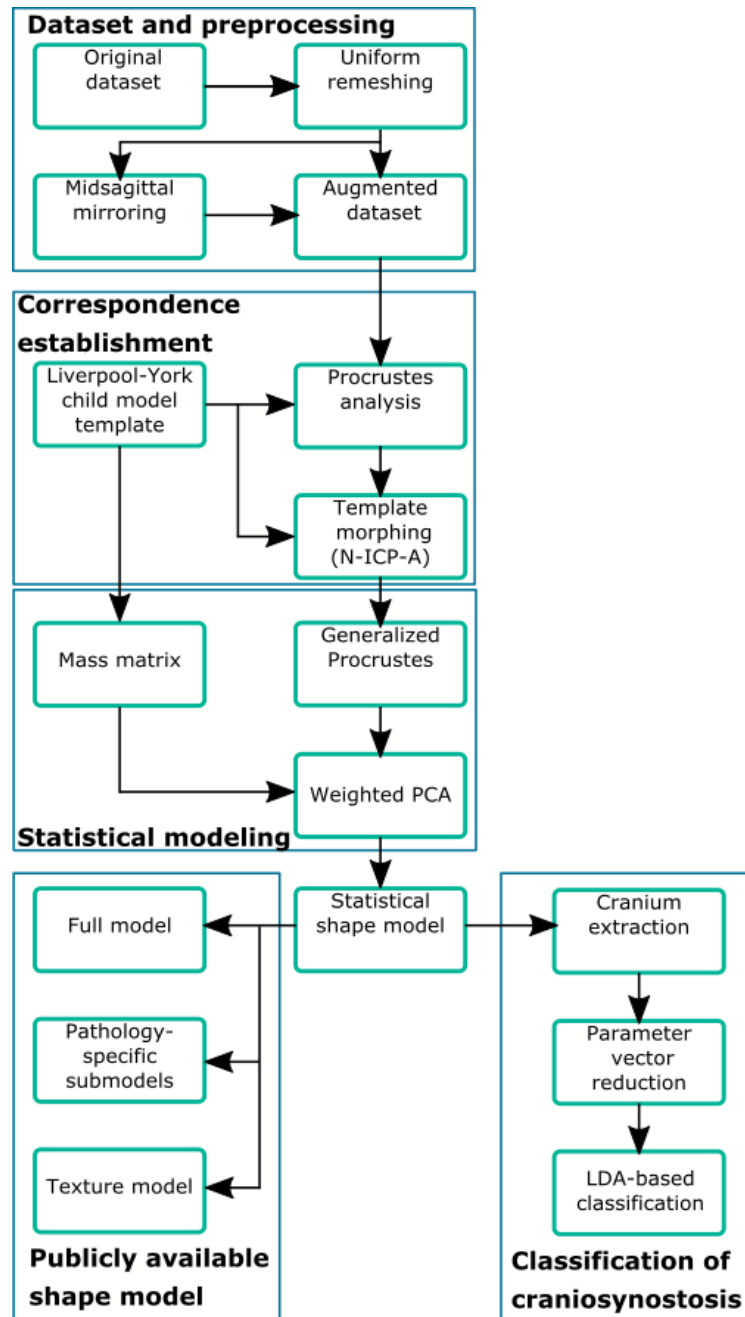 Dataset and preprocessing
Original
dataset
Uniform
remeshing
Midsagittal
mirroring
Augmented
dataset
Correspondence
establishment
Liverpool-York
child model
template
Procrustes
analysis
Template
morphing
(N-ICP-A)
Mass matrix
Generalized
Procrustes
Weighted PCA
Statistical modeling
Full model
Statistical
shape model
Cranium
extraction
Pathology-
specific
submodels
Parameter
vector
reduction
Texture model
LDA-based
classification
Publicly available
shape model
Classification of
craniosynostosis